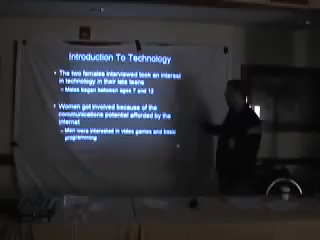 Introduction To Technology
• The two females interviewed took an interest
in technology in their late teens
– Males began between ages 7 and 12
• Women got involved because of the
communications potential afforded by the
internet
– Men were interested in video games and basic
programming